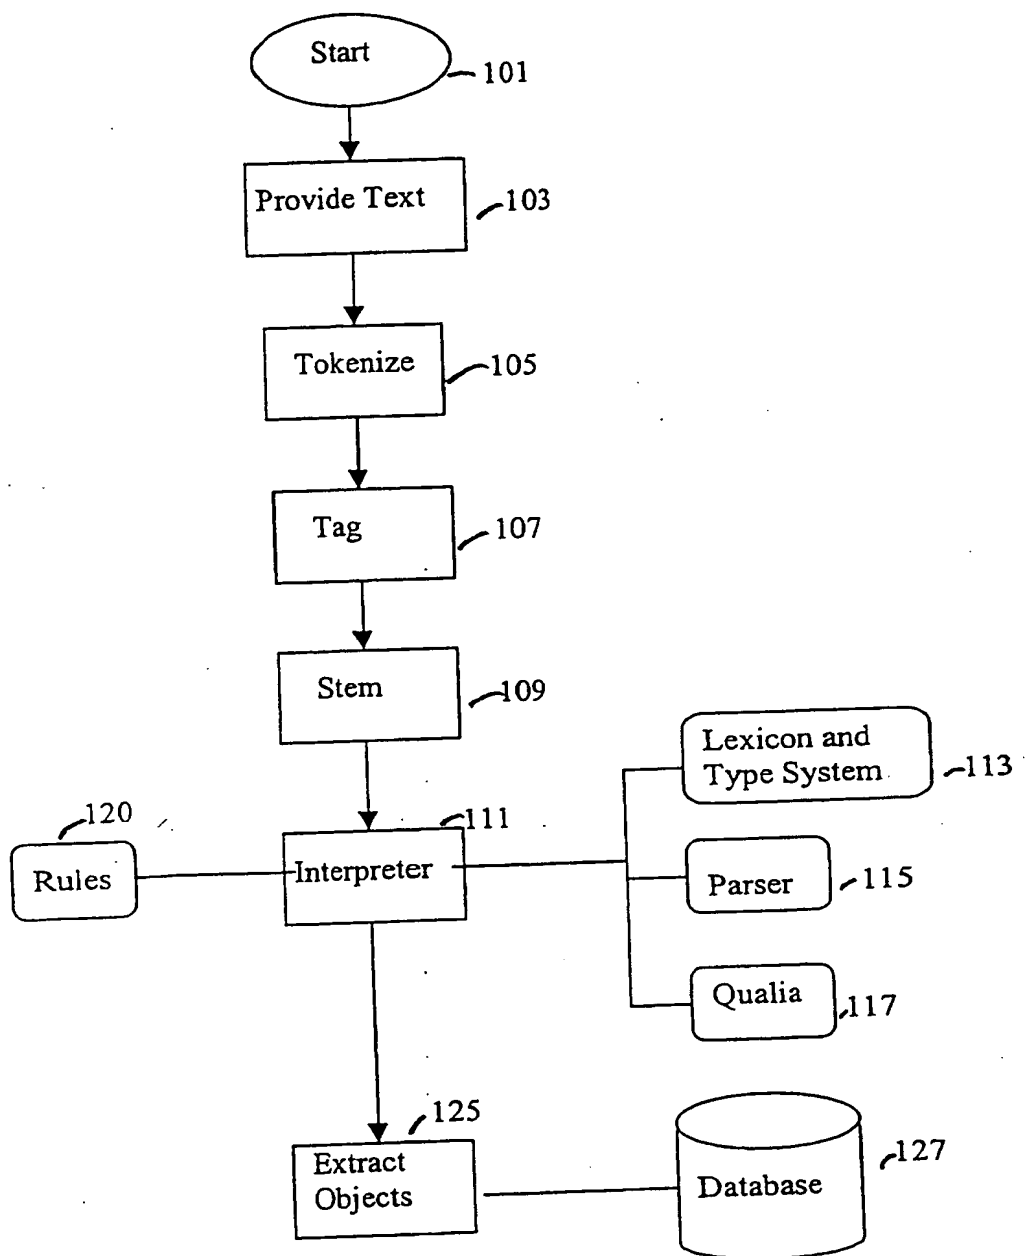 Start
101
Provide Text
103
Tokenize
105
Tag
107
Stem
109
Lexicon and
Type System
113
120
111
Rules
Interpreter
Parser
115
Qualia
117
125
Extract
Objects
Database
127